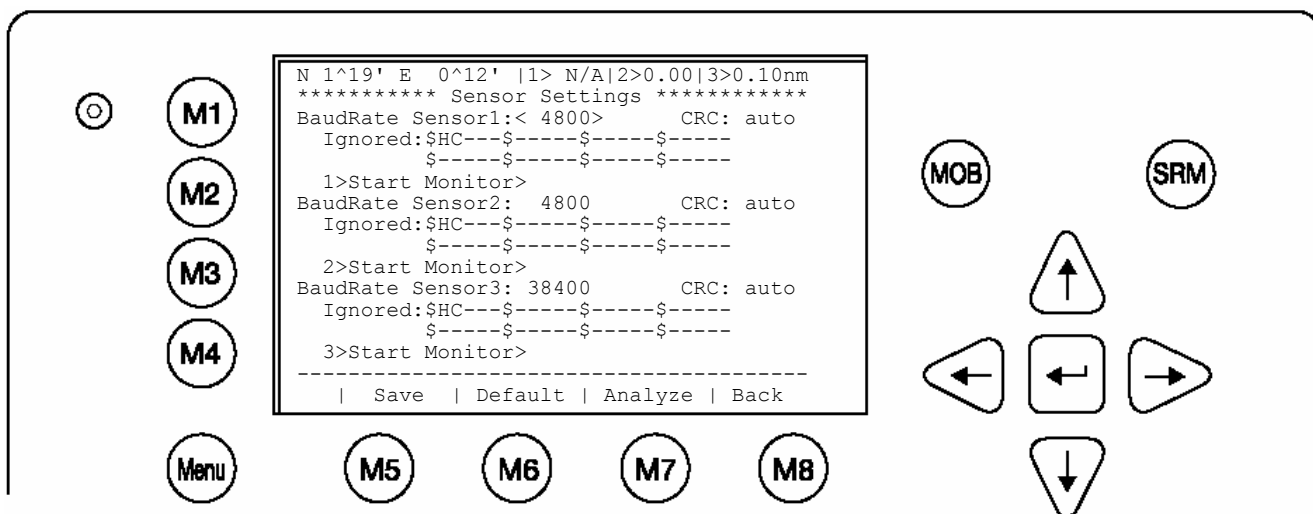 N 1^19' E  0^12' |1> N/A|2>0.00|3>0.10nm
*********** Sensor Settings ************
BaudRate Sensor1:< 4800>      CRC: auto
  Ignored:$HC---$-----$-----$-----
          $-----$-----$-----$-----
  1>Start Monitor>
BaudRate Sensor2:  4800       CRC: auto
  Ignored:$HC---$-----$-----$-----
          $-----$-----$-----$-----
  2>Start Monitor>
BaudRate Sensor3: 38400       CRC: auto
  Ignored:$HC---$-----$-----$-----
          $-----$-----$-----$-----
  3>Start Monitor>
----------------------------------------
   |  Save  | Default | Analyze | Back
M1
M2
M3
M4
Menu
M5
M6
M7
M8
MOB
SRM